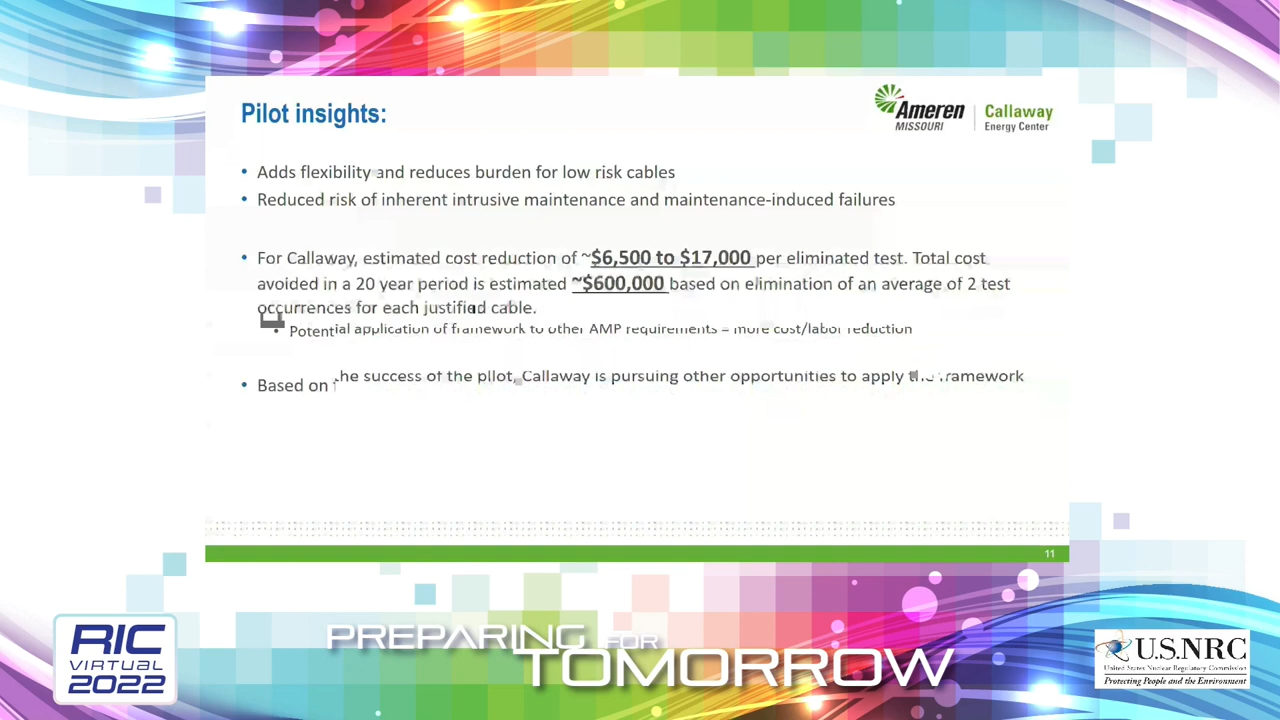 Pilot insights:
Ameren
MISSOURI
Callaway
Energy Center
• Adds flexibility and reduces burden for low risk cables
• Reduced risk of inherent intrusive maintenance and maintenance-induced failures
• For Callaway, estimated cost reduction of ~$6,500 to $17,000 per eliminated test. Total cost
avoided in a 20 year period is estimated ~$600,000 based on elimination of an average of 2 test
occurrences for each justified cable.
• Potential application of framework to other AMP requirements = more cost/labor reduction
• Based on the success of the pilot, Callaway is pursuing other opportunities to apply the framework
11
RIC
VIRTUAL
2022
PREPARING FOR
TOMORROW
U.S.NRC
United States Nuclear Regulatory Commission
Protecting People and the Environment